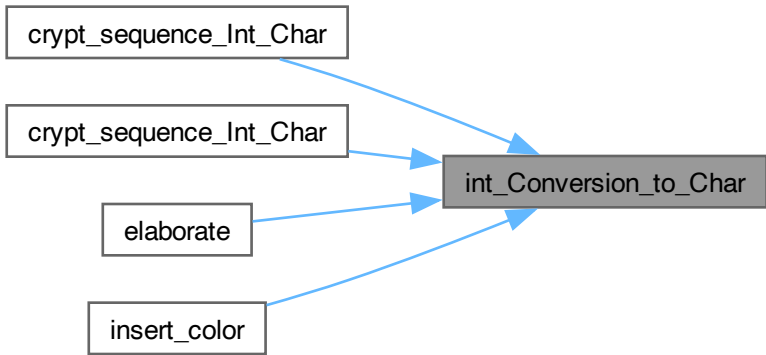 crypt_sequence_Int_Char
crypt_sequence_Int_Char
int_Conversion_to_Char
elaborate
insert_color